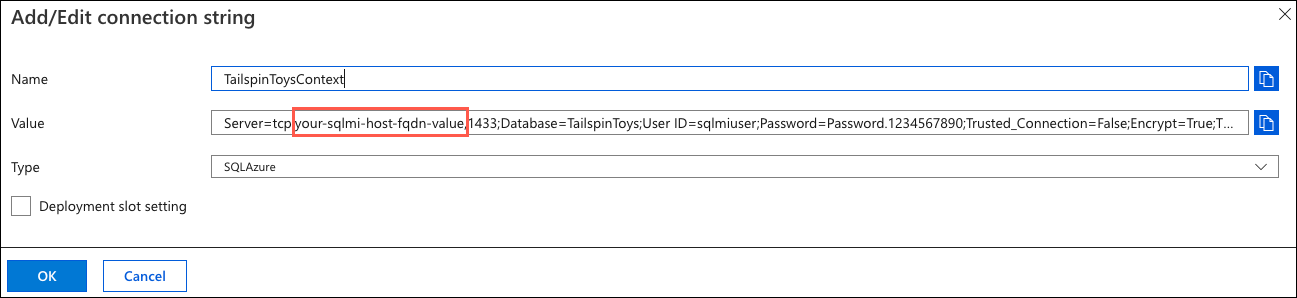 Add/Edit connection string
Name
TailspinToysContext
Value
Server=tcp:your-sqlmi-host-fqdn-value,1433;Database=TailspinToys;User ID=sqlmiuser;Password=Password.1234567890;Trusted_Connection=False;Encrypt=True;T...
Type
SQLAzure
Deployment slot setting
OK
Cancel